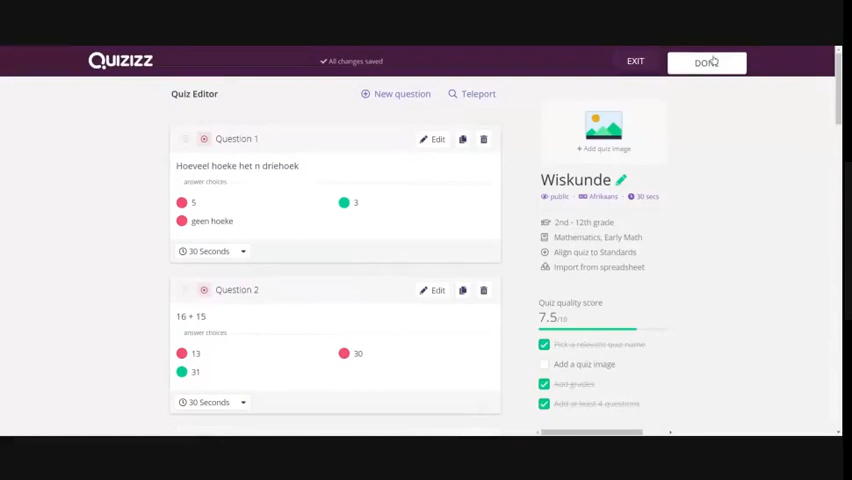 QUIZIZZ
All changes saved
EXIT
DONE
Quiz Editor
New question
Teleport
Question 1
Edit
Hoeveel hoeke het n driehoek
answer choices
5
3
geen hoeke
30 Seconds
Question 2
Edit
16 + 15
answer choices
13
30
31
30 Seconds
+ Add quiz image
Wiskunde
public
Afrikaans
30 secs
2nd - 12th grade
Mathematics, Early Math
Align quiz to Standards
Import from spreadsheet
Quiz quality score
7.5/10
Pick a relevant quiz name
Add a quiz image
Add grades
Add at least 4 questions